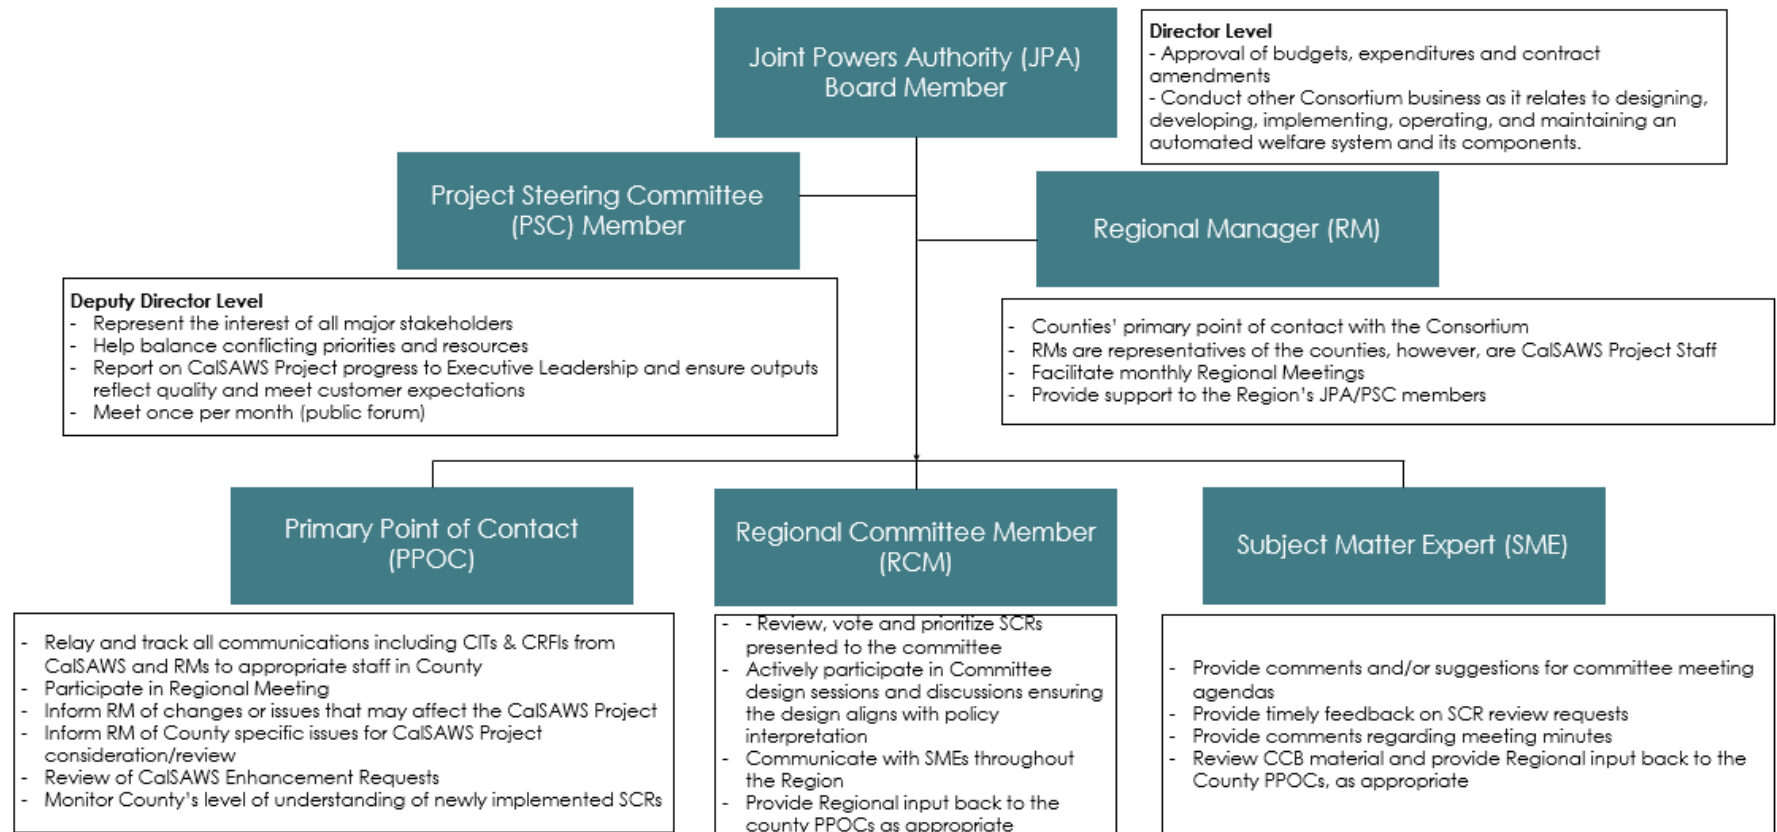 Joint Powers Authority (JPA)
Board Member
Director Level
- Approval of budgets, expenditures and contract
amendments
- Conduct other Consortium business as it relates to designing,
developing, implementing, operating, and maintaining an
automated welfare system and its components.
Project Steering Committee
(PSC) Member
Regional Manager (RM)
Deputy Director Level
- Represent the interest of all major stakeholders
- Help balance conflicting priorities and resources
- Report on CalSAWS Project progress to Executive Leadership and ensure outputs
reflect quality and meet customer expectations
- Meet once per month (public forum)
- Counties' primary point of contact with the Consortium
- RMs are representatives of the counties, however, are CalSAWS Project Staff
- Facilitate monthly Regional Meetings
- Provide support to the Region's JPA/PSC members
Primary Point of Contact
(PPOC)
Regional Committee Member
(RCM)
Subject Matter Expert (SME)
- Relay and track all communications including CITs & CRFIs from
CalSAWS and RMs to appropriate staff in County
- Participate in Regional Meeting
- Inform RM of changes or issues that may affect the CalSAWS Project
- Inform RM of County specific issues for CalSAWS Project
consideration/review
- Review of CalSAWS Enhancement Requests
- Monitor County's level of understanding of newly implemented SCRs
- - Review, vote and prioritize SCRs
presented to the committee
- Actively participate in Committee
design sessions and discussions ensuring
the design aligns with policy
interpretation
- Communicate with SMEs throughout
the Region
- Provide Regional input back to the
county PPOCs as appropriate
- Provide comments and/or suggestions for committee meeting
agendas
- Provide timely feedback on SCR review requests
- Provide comments regarding meeting minutes
- Review CCB material and provide Regional input back to the
County PPOCs, as appropriate